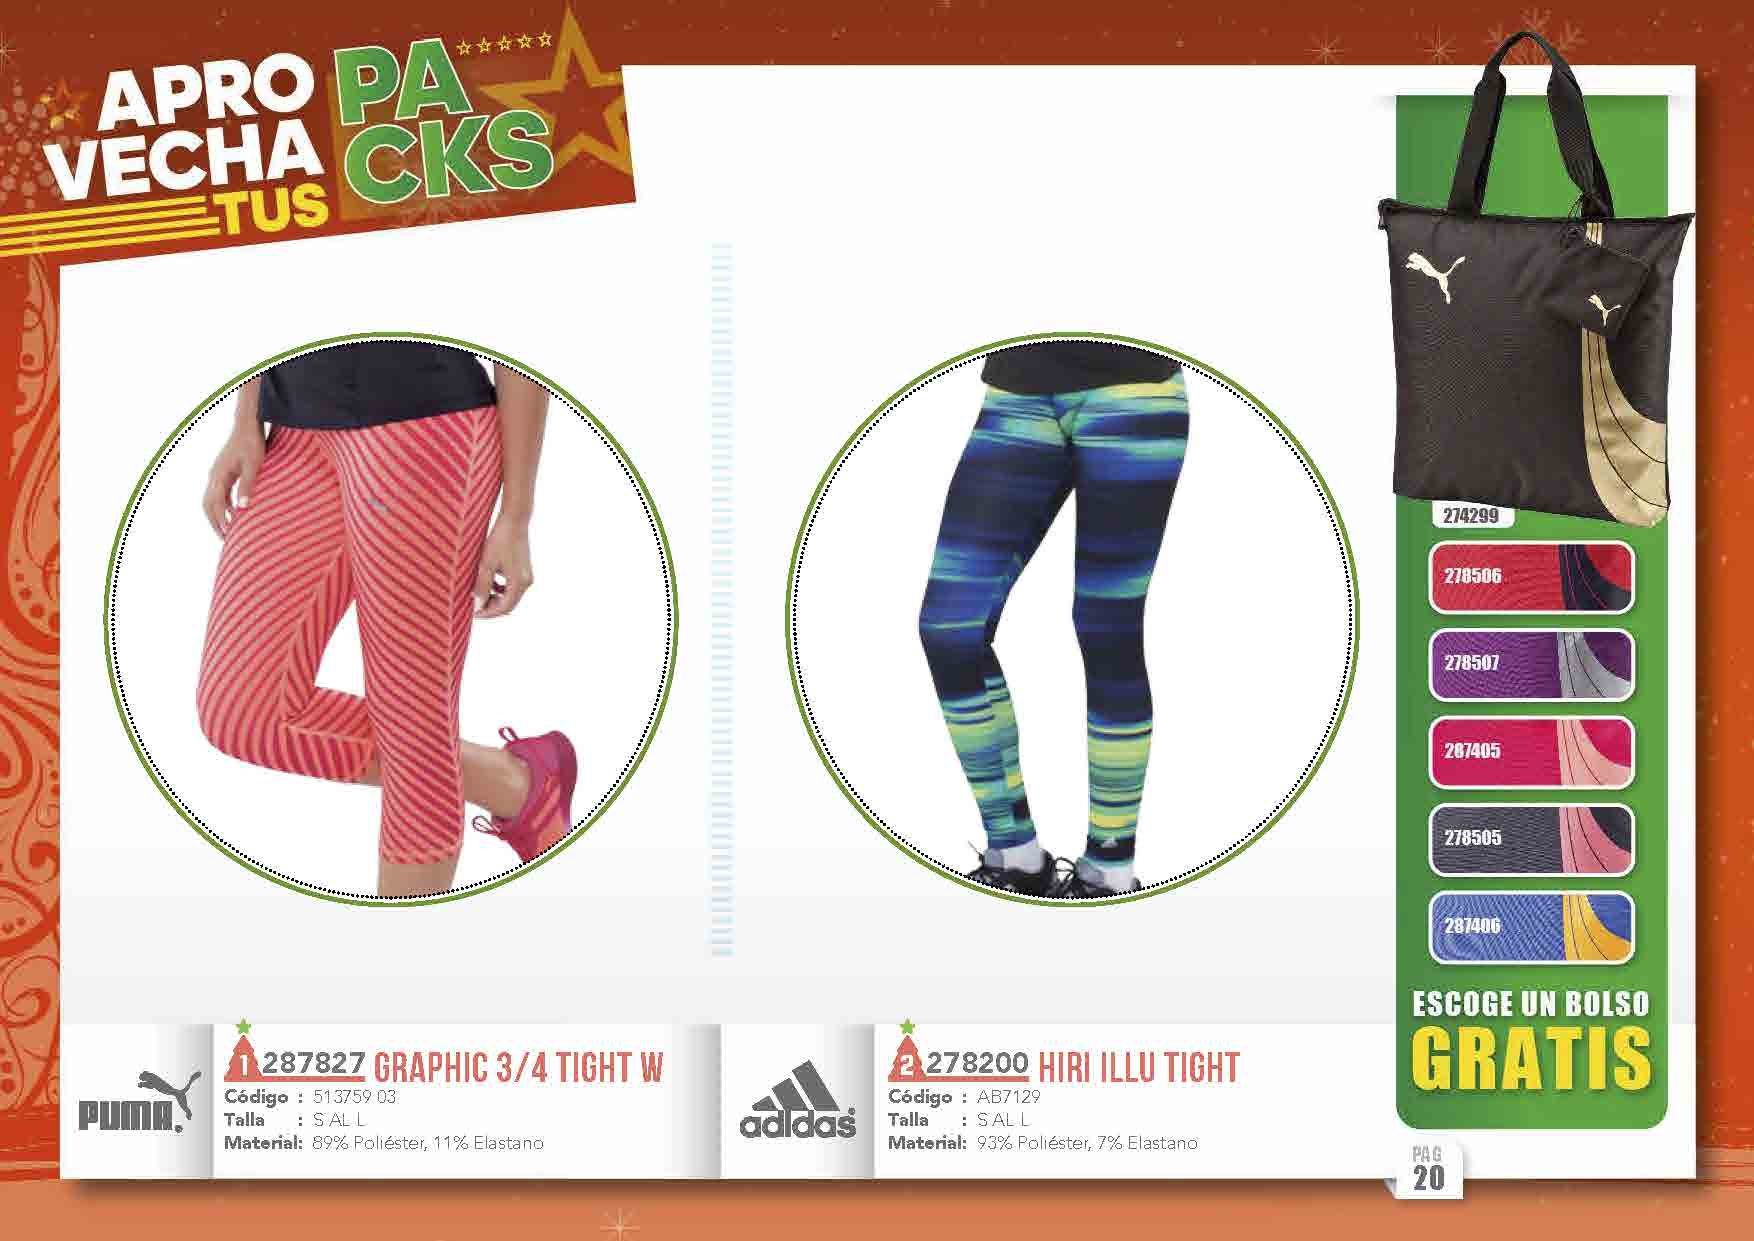 APRO
VECHA
TUS
PA
CKS
274299
278506
278507
287405
278505
287406
ESCOGE UN BOLSO
GRATIS
PUMA
1 287827 GRAPHIC 3/4 TIGHT W
Código : 513759 03
Talla : S AL L
Material: 89% Poliéster, 11% Elastano
adidas
2 278200 HIRI ILLU TIGHT
Código : AB7129
Talla : S AL L
Material: 93% Poliéster, 7% Elastano
PAG
20